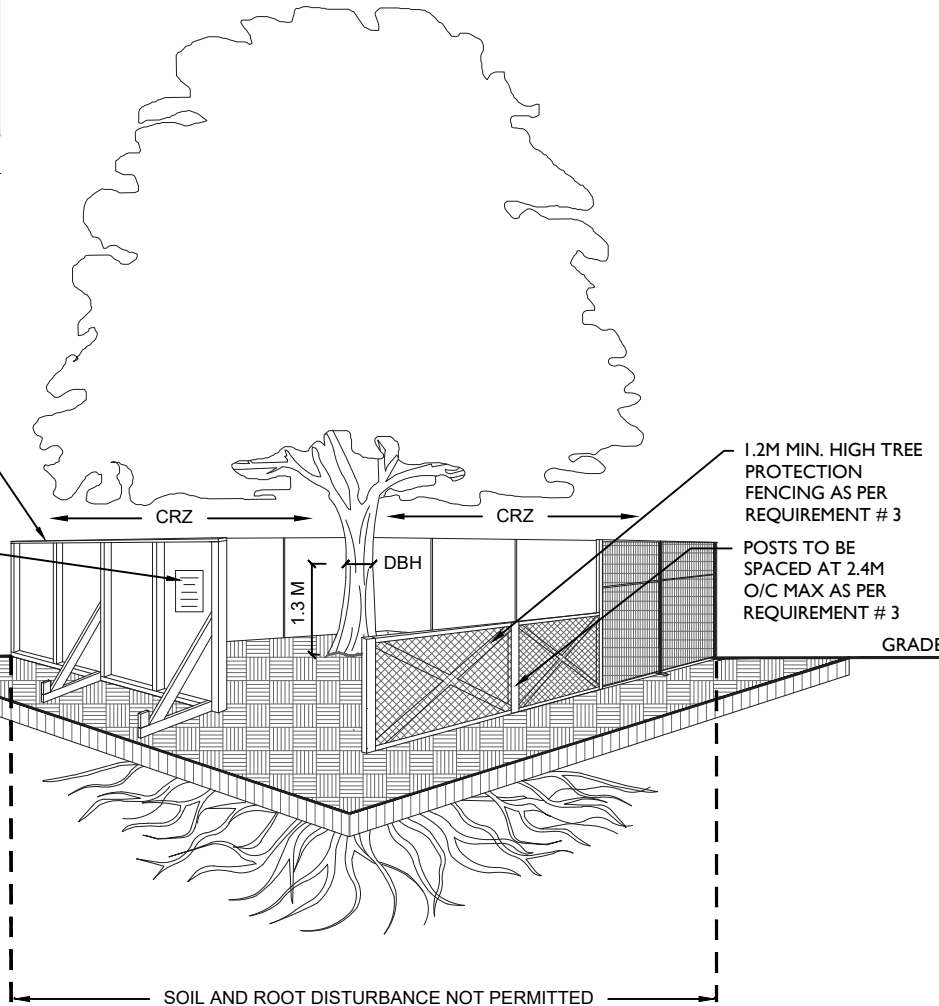 CRZ
CRZ
DBH
1.3 M
1.2M MIN. HIGH TREE
PROTECTION
FENCING AS PER
REQUIREMENT # 3
POSTS TO BE
SPACED AT 2.4M
O/C MAX AS PER
REQUIREMENT # 3
GRADE
SOIL AND ROOT DISTURBANCE NOT PERMITTED